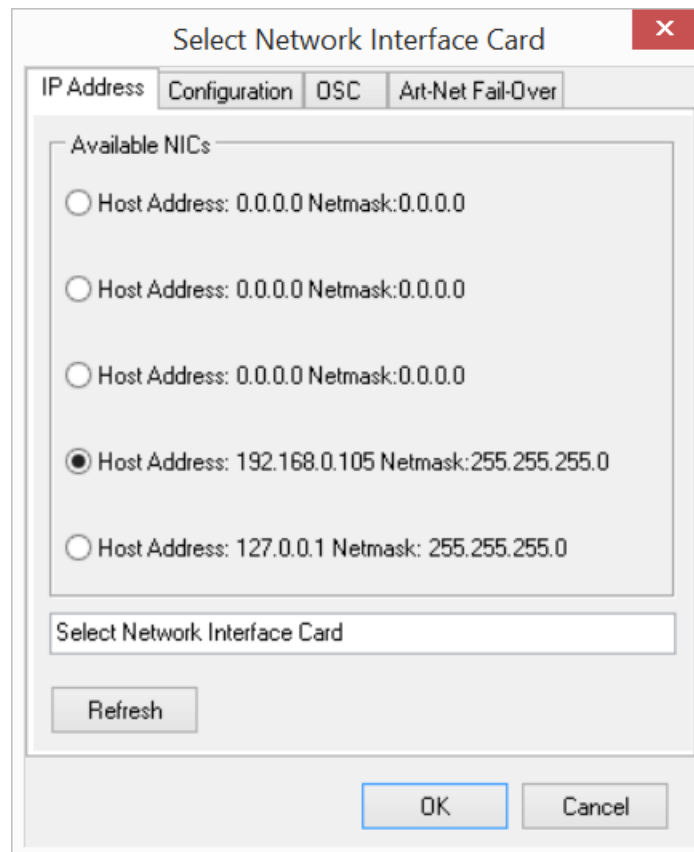 Select Network Interface Card
IP Address Configuration OSC Art-Net Fail-Over
Available NICs
Host Address: 0.0.0.0 Netmask:0.0.0.0
Host Address: 0.0.0.0 Netmask:0.0.0.0
Host Address: 0.0.0.0 Netmask:0.0.0.0
Host Address: 192.168.0.105 Netmask:255.255.255.0
Host Address: 127.0.0.1 Netmask: 255.255.255.0
Select Network Interface Card
Refresh
OK Cancel